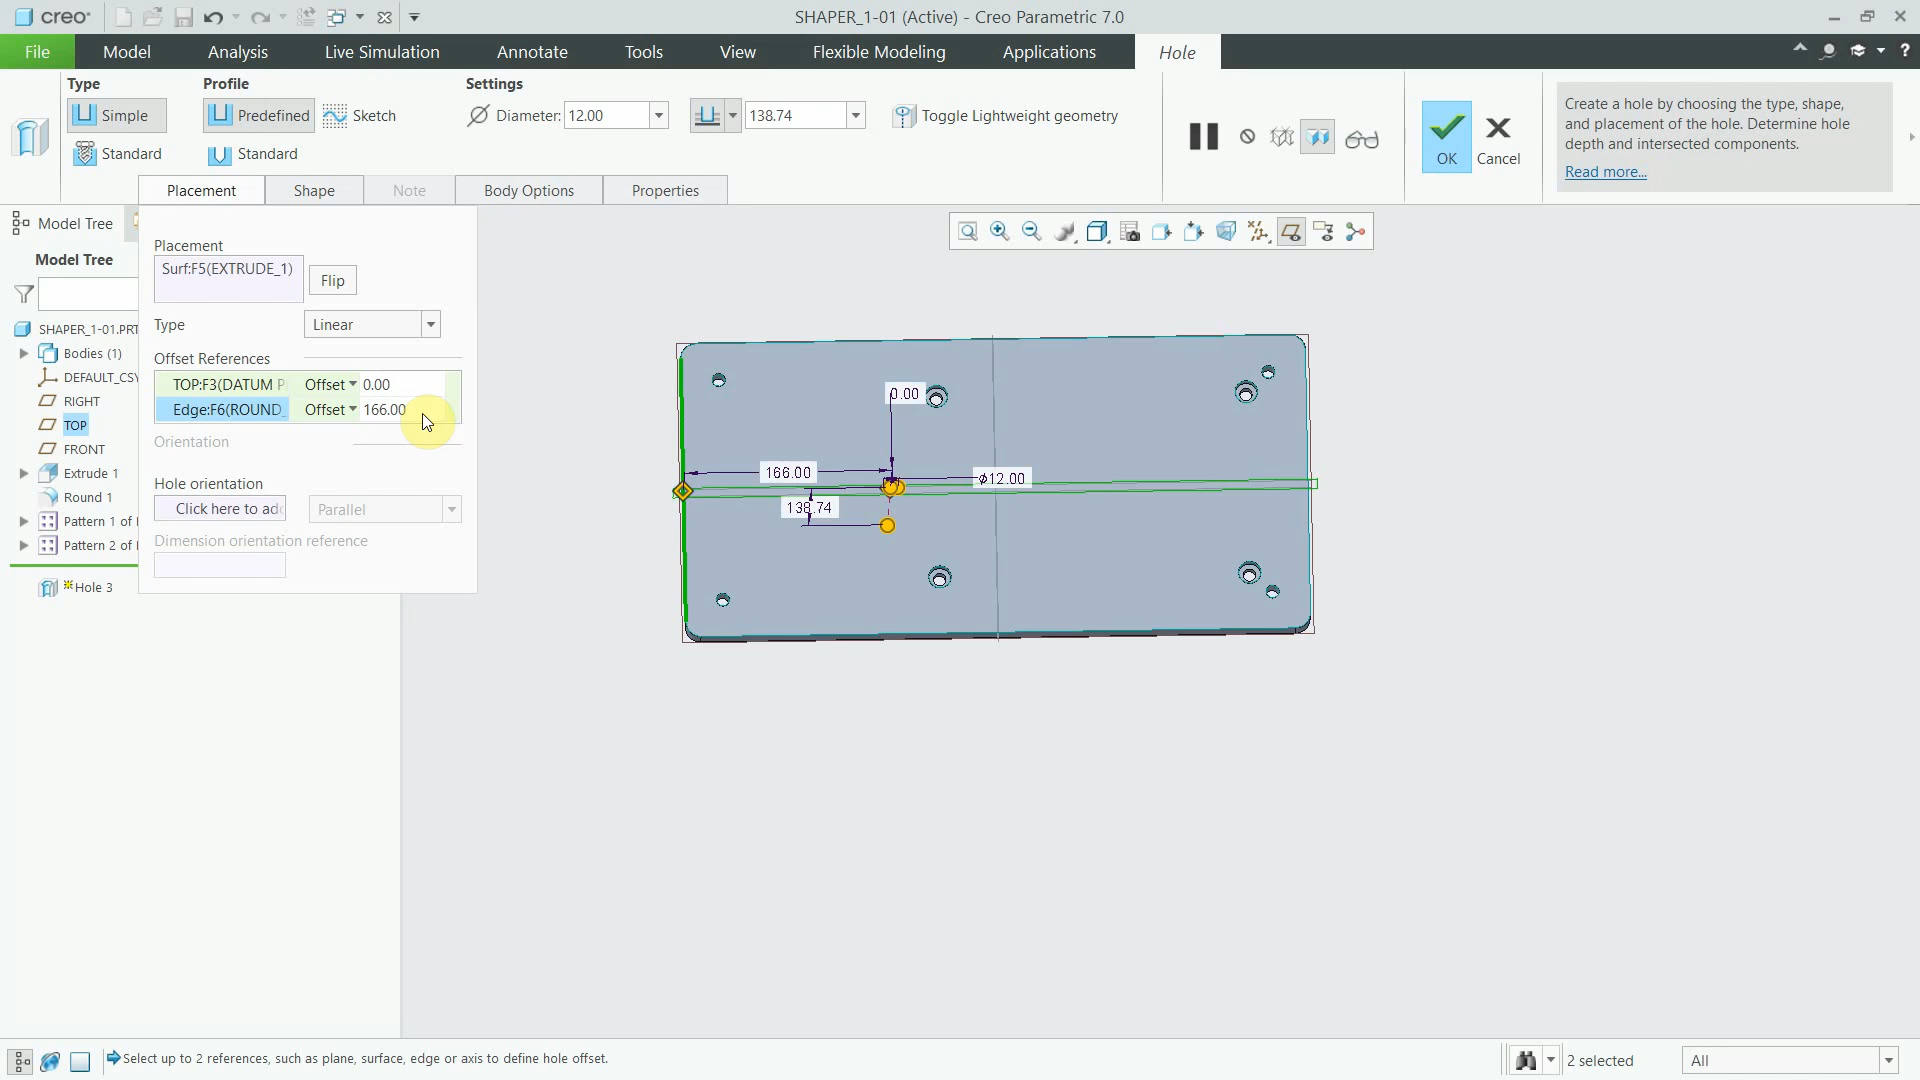 creo
SHAPER_1-01 (Active) - Creo Parametric 7.0
File
Model
Analysis
Live Simulation
Annotate
Tools
View
Flexible Modeling
Applications
Hole
Type
Profile
Settings
Simple
Predefined
Sketch
Diameter:
12.00
138.74
Toggle Lightweight geometry
Standard
Standard
OK
Cancel
Create a hole by choosing the type, shape,
and placement of the hole. Determine hole
depth and intersected components.
Read more...
Placement
Shape
Note
Body Options
Properties
Model Tree
Model Tree
SHAPER_1-01.PRT
Bodies (1)
DEFAULT_CSY
RIGHT
TOP
FRONT
Extrude 1
Round 1
Pattern 1 of
Pattern 2 of
Hole 3
Placement
Surf:F5(EXTRUDE_1)
Flip
Type
Linear
Offset References
TOP:F3(DATUM P
Offset
0.00
Edge:F6(ROUND_
Offset
166.00
Orientation
Hole orientation
Click here to ad
Parallel
Dimension orientation reference
0.00
166.00
⌀12.00
138.74
Select up to 2 references, such as plane, surface, edge or axis to define hole offset.
2 selected
All